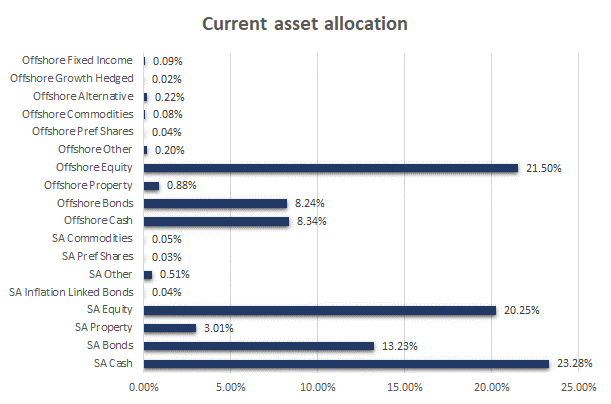 Current asset allocation
Offshore Fixed Income 0.09%
Offshore Growth Hedged 0.02%
Offshore Alternative 0.22%
Offshore Commodities 0.08%
Offshore Pref Shares 0.04%
Offshore Other 0.20%
Offshore Equity 21.50%
Offshore Property 0.88%
Offshore Bonds 8.24%
Offshore Cash 8.34%
SA Commodities 0.05%
SA Pref Shares 0.03%
SA Other 0.51%
SA Inflation Linked Bonds 0.04%
SA Equity 20.25%
SA Property 3.01%
SA Bonds 13.23%
SA Cash 23.28%
0.00% 5.00% 10.00% 15.00% 20.00% 25.00%